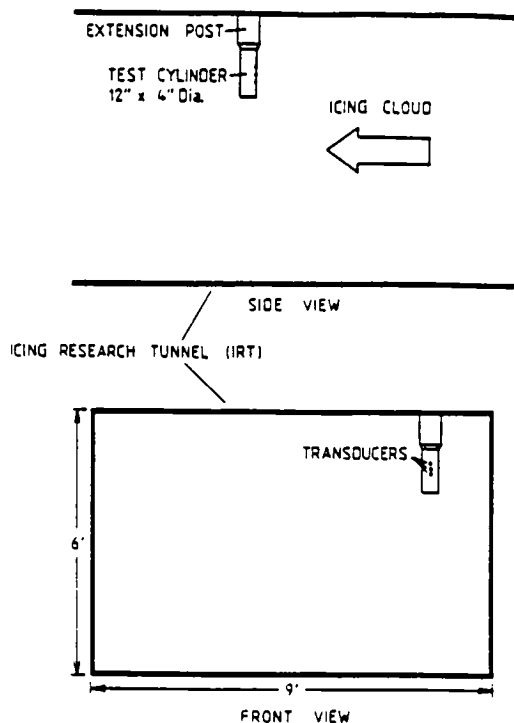 EXTENSION POST
TEST CYLINDER
12" x 4" Dia.
ICING CLOUD
SIDE VIEW
ICING RESEARCH TUNNEL (IRT)
TRANSDUCERS
6'
9'
FRONT VIEW